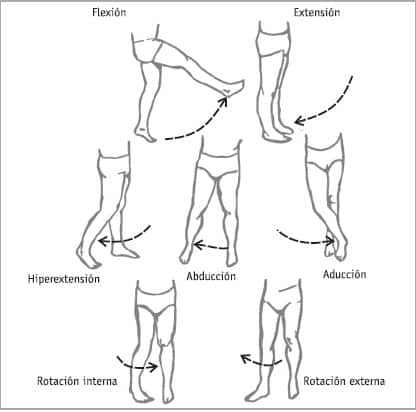 Flexión
Extensión
Hiperextensión
Abducción
Aducción
Rotación interna
Rotación externa